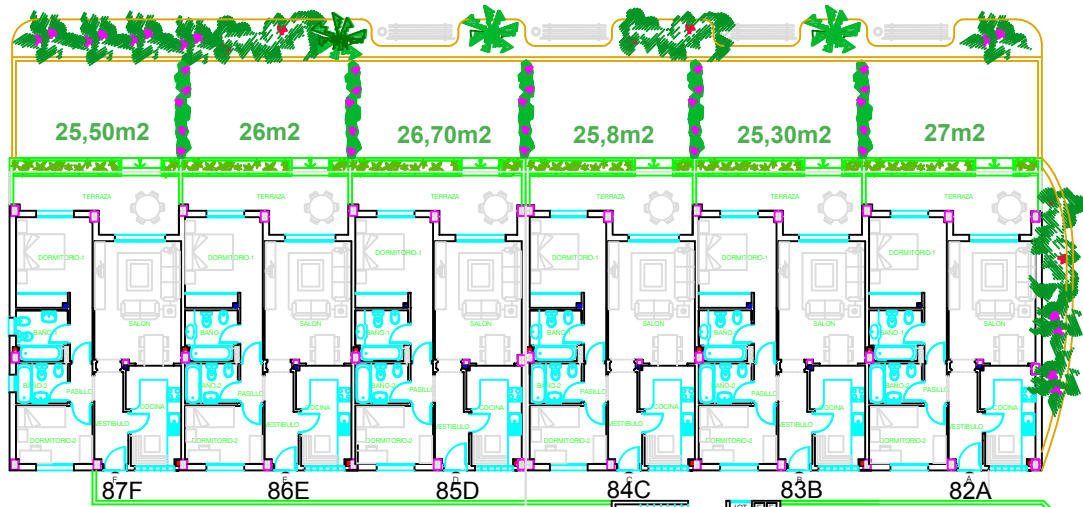 25,50m2 26m2 26,70m2 25,8m2 25,30m2 27m2
TERRAZA TERRAZA TERRAZA TERRAZA TERRAZA TERRAZA
DORMITORIO-1 DORMITORIO-1 DORMITORIO-1 DORMITORIO-1 DORMITORIO-1 DORMITORIO-1
SALON SALON SALON SALON SALON SALON
BAÑO-1 BAÑO-1 BAÑO-1 BAÑO-1 BAÑO-1 BAÑO-1
BAÑO-2 BAÑO-2 BAÑO-2 BAÑO-2 BAÑO-2 BAÑO-2
PASILLO PASILLO PASILLO PASILLO PASILLO PASILLO
COCINA COCINA COCINA COCINA COCINA COCINA
VESTIBULO VESTIBULO VESTIBULO VESTIBULO VESTIBULO VESTIBULO
DORMITORIO-2 DORMITORIO-2 DORMITORIO-2 DORMITORIO-2 DORMITORIO-2 DORMITORIO-2
F E D C B A
87F 86E 85D 84C 83B 82A